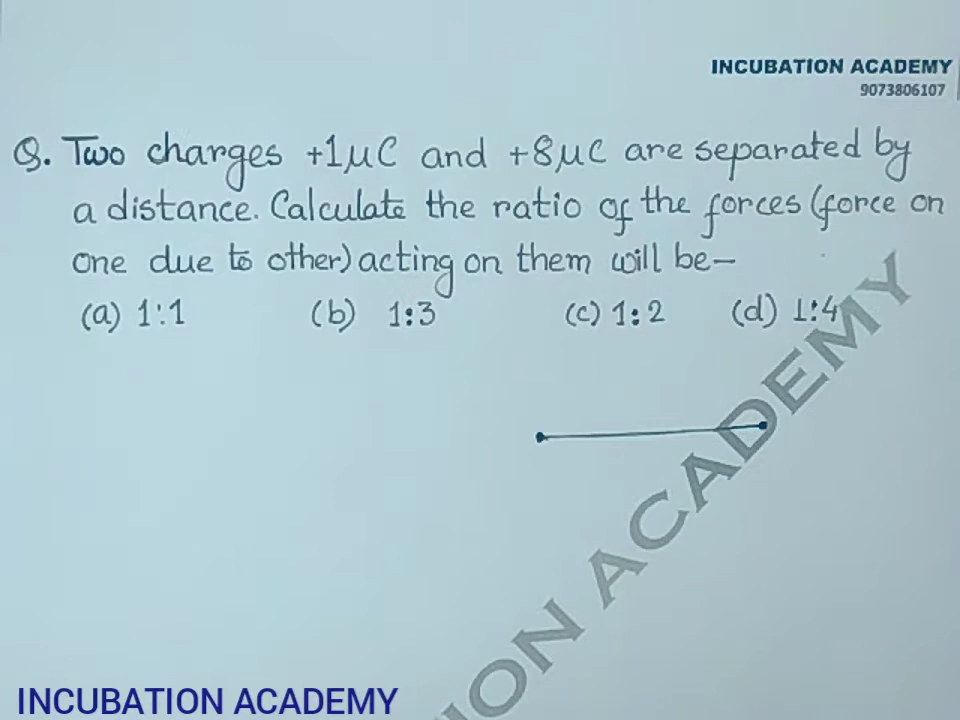 INCUBATION ACADEMY
9073806107
Q. Two charges +1μC and +8μC are separated by
a distance. Calculate the ratio of the forces (force on
one due to other) acting on them will be—
(a) 1:1 (b) 1:3 (c) 1:2 (d) 1:4
ION ACADEMY
INCUBATION ACADEMY